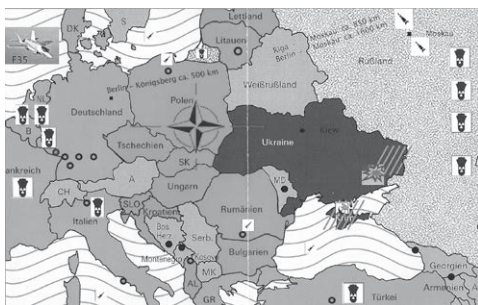 DK
S
Lettland
Litauen
F35
Riga
Berlin - Moskau ca. 1600 km
Moskau ca. 850 km
Moskau
Rußland
Berlin - Königsberg ca. 500 km
Weißrußland
NL
Deutschland
Polen
B
Kiew
Ukraine
Tschechien
ankreich
SK
MD
CH
A
Ungarn
SLO
Kroatien
Rumänien
Italien
Bos.
Herz.
Serb.
Montenegro
Kosovo
Bulgarien
Georgien
MK
AL
Armenien
GR
Türkei